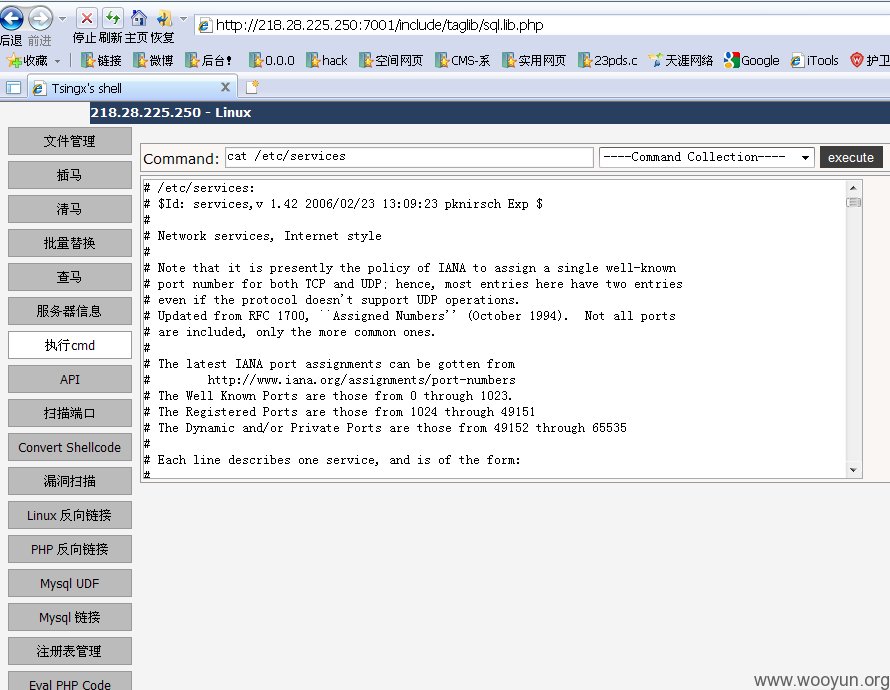 http://218.28.225.250:7001/include/taglib/sql.lib.php
后退 前进 停止 刷新 主页 恢复
收藏 链接 微博 后台! 0.0.0 hack 空间网页 CMS-系 实用网页 23pds.c 天涯网络 Google iTools 护卫
Tsingx's shell X
218.28.225.250 - Linux
文件管理
插马
清马
批量替换
查马
服务器信息
执行cmd
API
扫描端口
Convert Shellcode
漏洞扫描
Linux 反向链接
PHP 反向链接
Mysql UDF
Mysql 链接
注册表管理
Eval PHP Code
Command: cat /etc/services ----Command Collection---- execute
# /etc/services:
# $Id: services,v 1.42 2006/02/23 13:09:23 pknirsch Exp $
#
# Network services, Internet style
#
# Note that it is presently the policy of IANA to assign a single well-known
# port number for both TCP and UDP; hence, most entries here have two entries
# even if the protocol doesn't support UDP operations.
# Updated from RFC 1700, ``Assigned Numbers'' (October 1994).  Not all ports
# are included, only the more common ones.
#
# The latest IANA port assignments can be gotten from
#       http://www.iana.org/assignments/port-numbers
# The Well Known Ports are those from 0 through 1023.
# The Registered Ports are those from 1024 through 49151
# The Dynamic and/or Private Ports are those from 49152 through 65535
#
# Each line describes one service, and is of the form:
#
www.wooyun.org